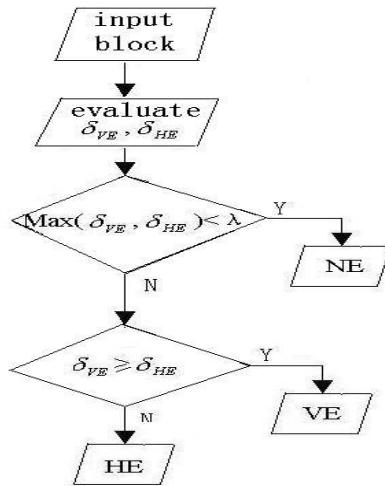 input
block
evaluate
δVE , δHE
Max( δVE , δHE )< λ
Y
NE
N
δVE ≥ δHE
Y
VE
N
HE